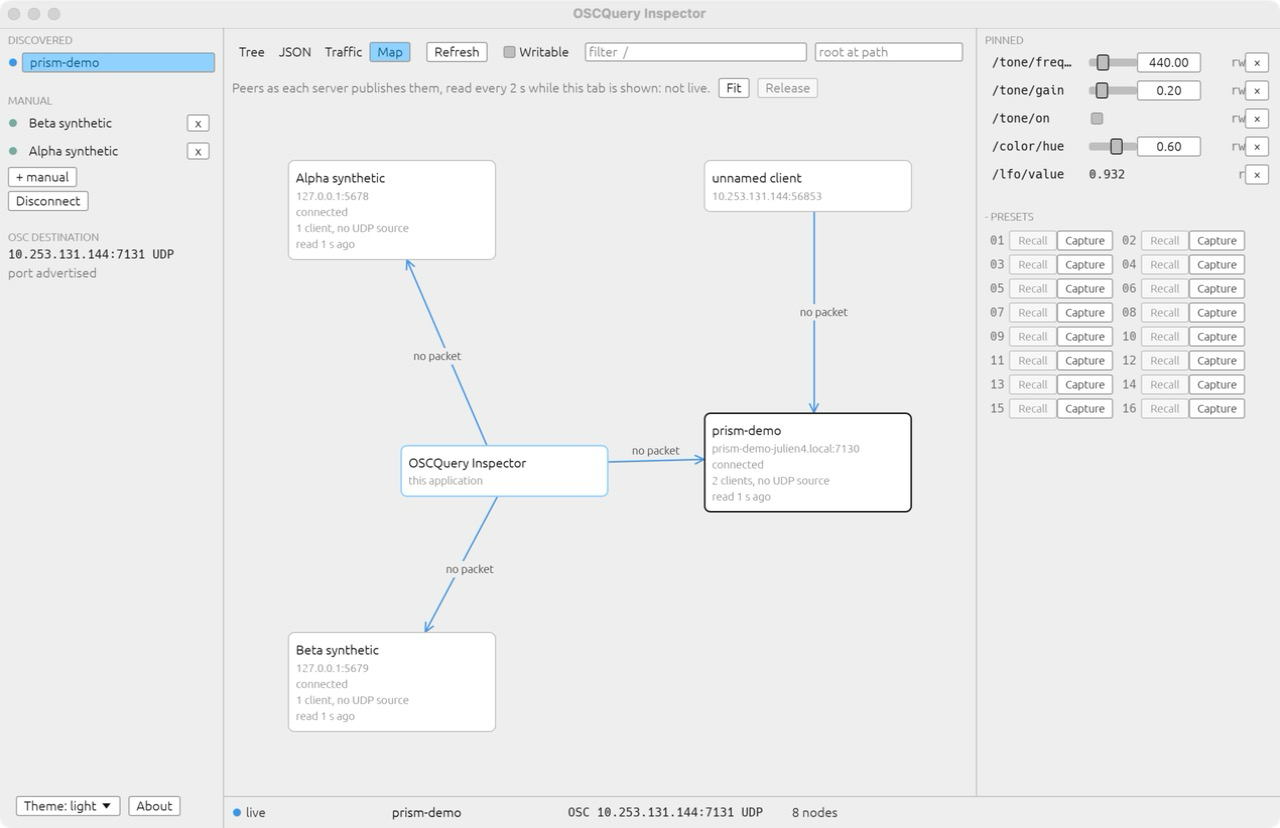 OSCQuery Inspector
DISCOVERED
prism-demo
MANUAL
Beta synthetic x
Alpha synthetic x
+ manual
Disconnect
OSC DESTINATION
10.253.131.144:7131 UDP
port advertised
Theme: light
About
Tree JSON Traffic Map Refresh Writable filter / root at path
Peers as each server publishes them, read every 2 s while this tab is shown: not live. Fit Release
Alpha synthetic
127.0.0.1:5678
connected
1 client, no UDP source
read 1 s ago
unnamed client
10.253.131.144:56853
no packet
no packet
OSCQuery Inspector
this application
no packet
prism-demo
prism-demo-julien4.local:7130
connected
2 clients, no UDP source
read 1 s ago
no packet
Beta synthetic
127.0.0.1:5679
connected
1 client, no UDP source
read 1 s ago
live prism-demo OSC 10.253.131.144:7131 UDP 8 nodes
PINNED
/tone/freq… 440.00 rw x
/tone/gain 0.20 rw x
/tone/on rw x
/color/hue 0.60 rw x
/lfo/value 0.932 r x
- PRESETS
01 Recall Capture 02 Recall Capture
03 Recall Capture 04 Recall Capture
05 Recall Capture 06 Recall Capture
07 Recall Capture 08 Recall Capture
09 Recall Capture 10 Recall Capture
11 Recall Capture 12 Recall Capture
13 Recall Capture 14 Recall Capture
15 Recall Capture 16 Recall Capture